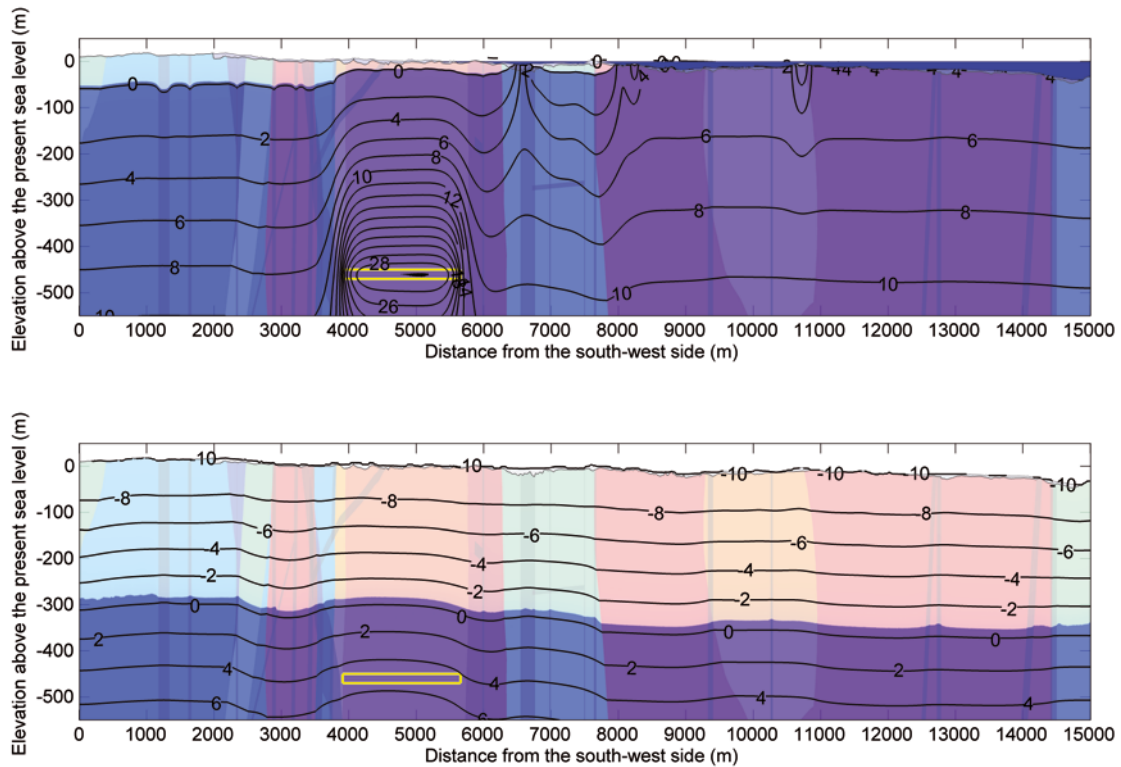 Elevation above the present sea level (m)
0
-100
-200
-300
-400
-500
0 2 4 6 8 10
0 4 6 8 10 12 28 26
0 2 4 4 4 4 4
6 8 10 6 8
0 1000 2000 3000 4000 5000 6000 7000 8000 9000 10000 11000 12000 13000 14000 15000
Distance from the south-west side (m)
Elevation above the present sea level (m)
0
-100
-200
-300
-400
-500
10 -10 -10 -10 -10 -10
-8 -8 -8 -8
-6 -6 -6 -6
-4 -4 -4 -4
-2 -2 -2 -2
0 0 0 0
2 2 2 2
4 4 4 4
6 6
0 1000 2000 3000 4000 5000 6000 7000 8000 9000 10000 11000 12000 13000 14000 15000
Distance from the south-west side (m)